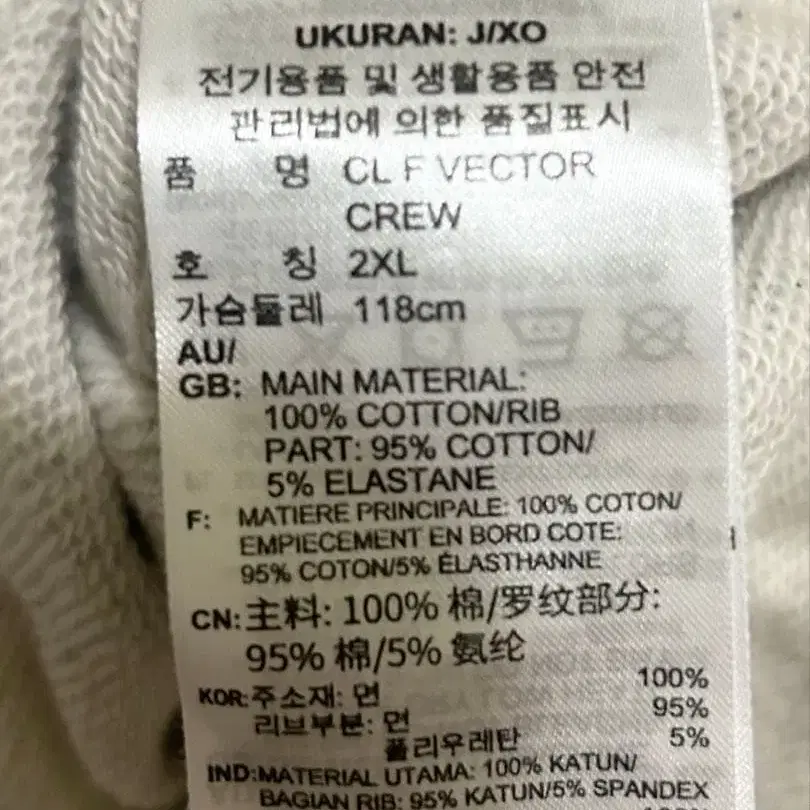 UKURAN: J/XO
전기용품 및 생활용품 안전
관리법에 의한 품질표시
품 명 CL F VECTOR
CREW
호 칭 2XL
가슴둘레 118cm
AU/
GB: MAIN MATERIAL:
100% COTTON/RIB
PART: 95% COTTON/
5% ELASTANE
F: MATIERE PRINCIPALE: 100% COTON/
EMPIECEMENT EN BORD COTE:
95% COTON/5% ÉLASTHANNE
CN: 主料: 100% 棉/罗纹部分:
95% 棉/5% 氨纶
KOR: 주소재: 면 100%
리브부분: 면 95%
폴리우레탄 5%
IND:MATERIAL UTAMA: 100% KATUN/
BAGIAN RIB: 95% KATUN/5% SPANDEX